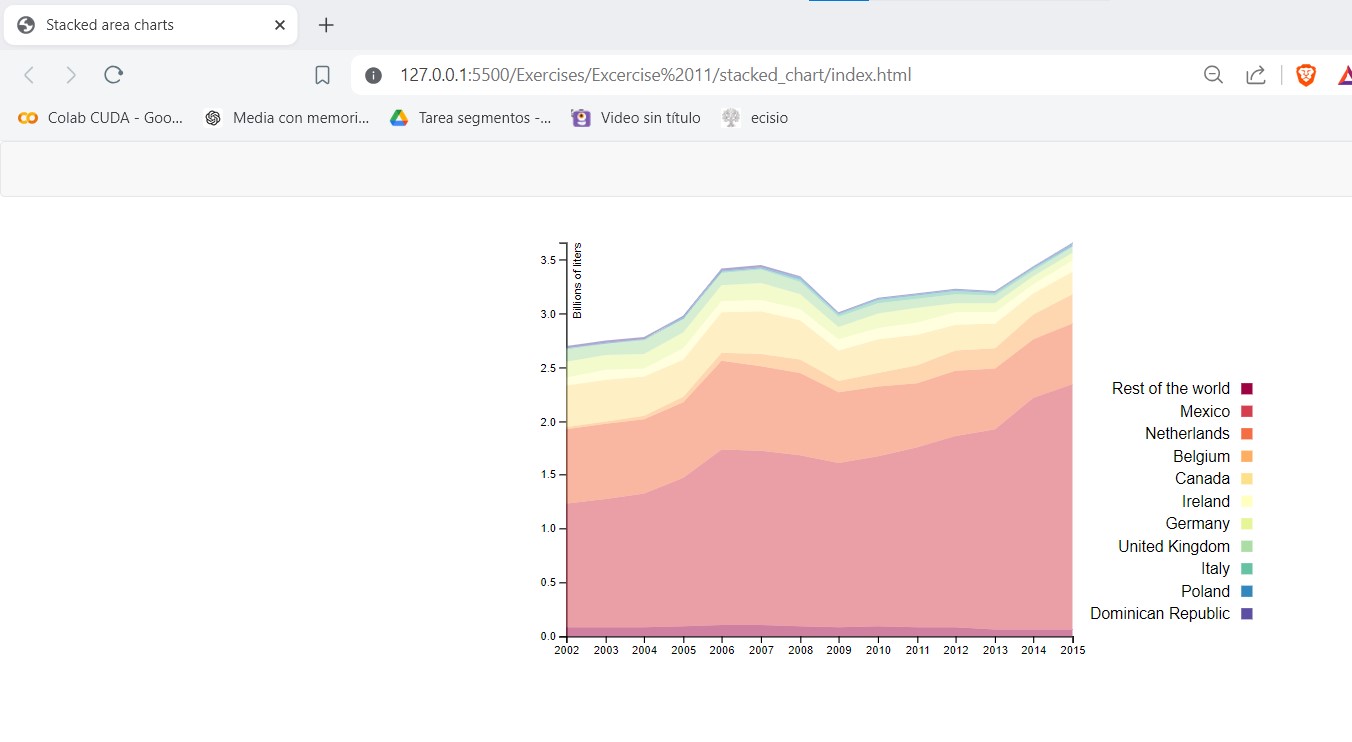 Stacked area charts
127.0.0.1:5500/Exercises/Excercise%2011/stacked_chart/index.html
Colab CUDA - Goo... Media con memori... Tarea segmentos -... Video sin título ecisio
Billions of liters
3.5
3.0
2.5
2.0
1.5
1.0
0.5
0.0
2002 2003 2004 2005 2006 2007 2008 2009 2010 2011 2012 2013 2014 2015
Rest of the world
Mexico
Netherlands
Belgium
Canada
Ireland
Germany
United Kingdom
Italy
Poland
Dominican Republic